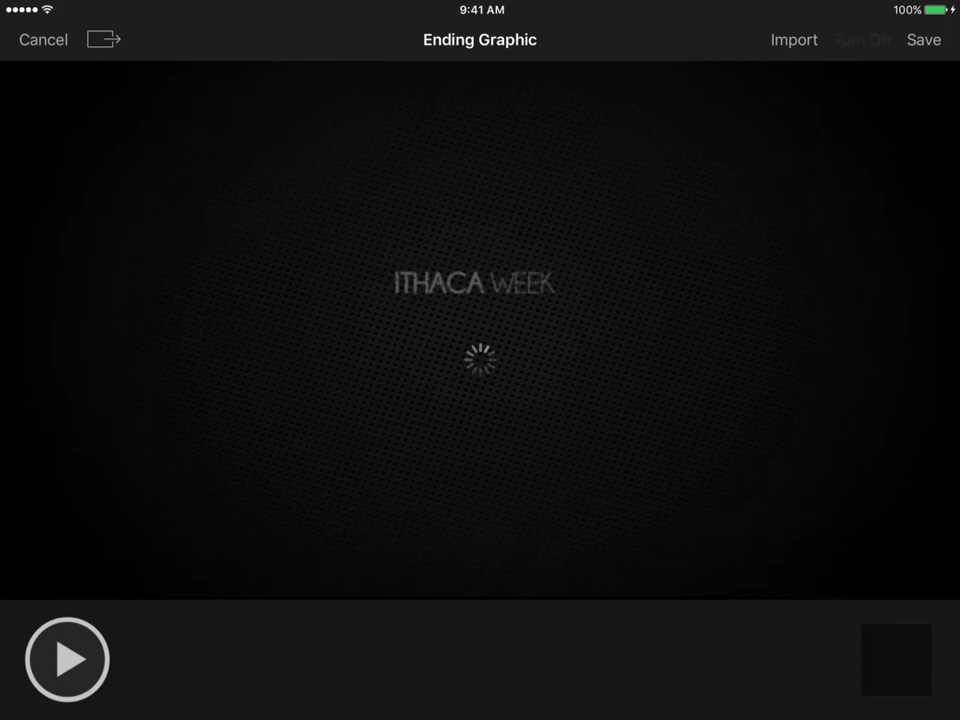 9:41 AM
100%
Cancel
Ending Graphic
Import Turn Off Save
ITHACA WEEK